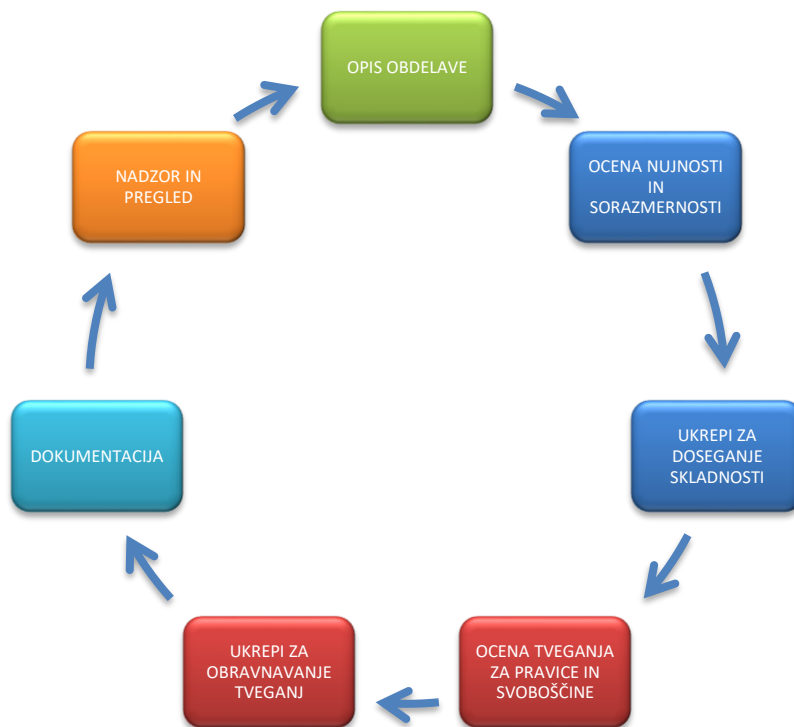 OPIS OBDELAVE
OCENA NUJNOSTI
IN
SORAZMERNOSTI
UKREPI ZA
DOSEGANJE
SKLADNOSTI
OCENA TVEGANJA
ZA PRAVICE IN
SVOBOŠČINE
UKREPI ZA
OBRAVNAVANJE
TVEGANJ
DOKUMENTACIJA
NADZOR IN
PREGLED